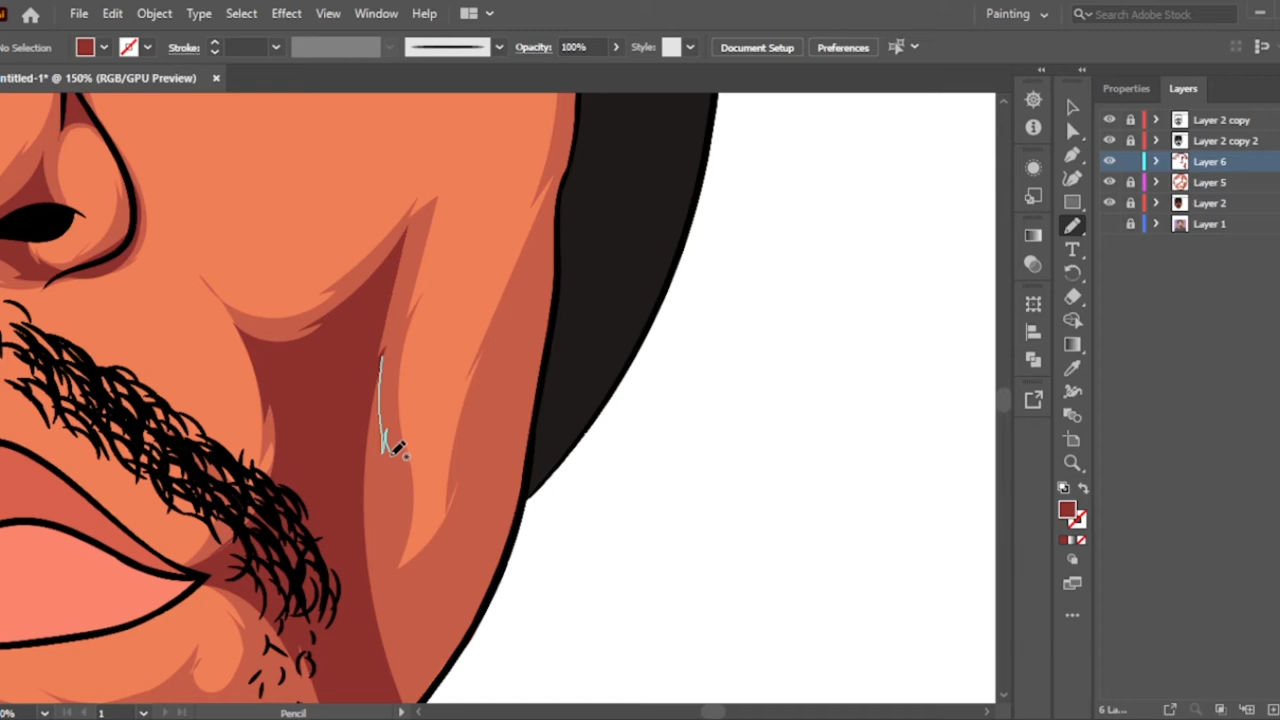 Ai File Edit Object Type Select Effect View Window Help Painting Search Adobe Stock
No Selection Stroke: Opacity: 100% Style: Document Setup Preferences
ntitled-1* @ 150% (RGB/GPU Preview) ×
Properties Layers
Layer 2 copy
Layer 2 copy 2
Layer 6
Layer 5
Layer 2
Layer 1
0% 1 Pencil 6 La...